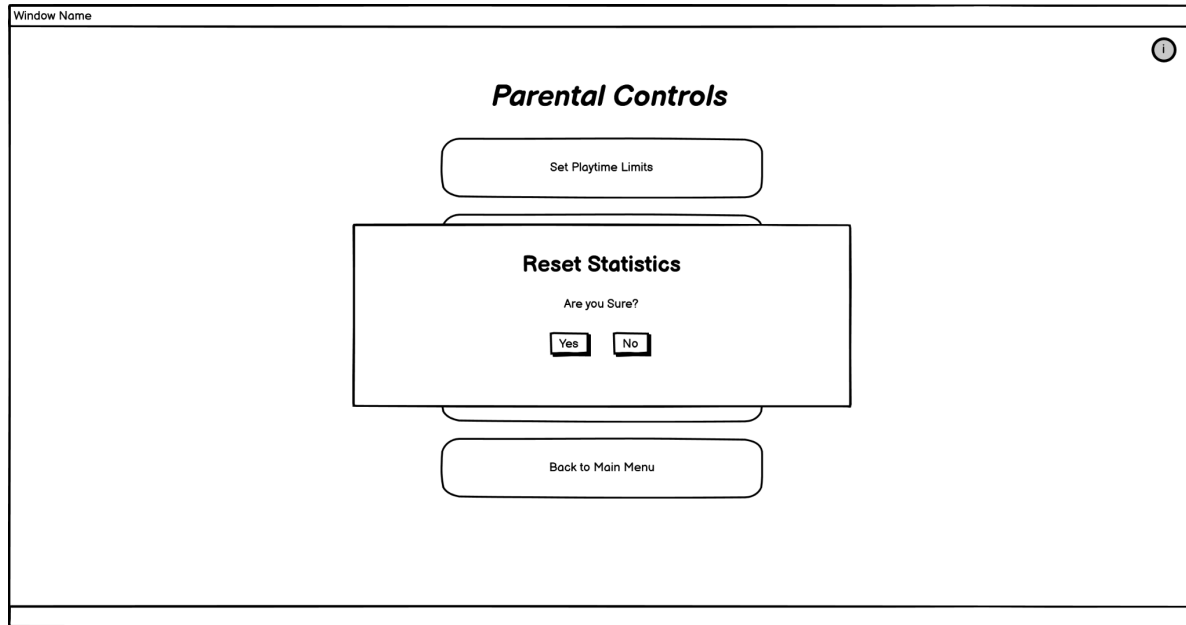 Window Name
i
Parental Controls
Set Playtime Limits
Reset Statistics
Are you Sure?
Yes No
Back to Main Menu